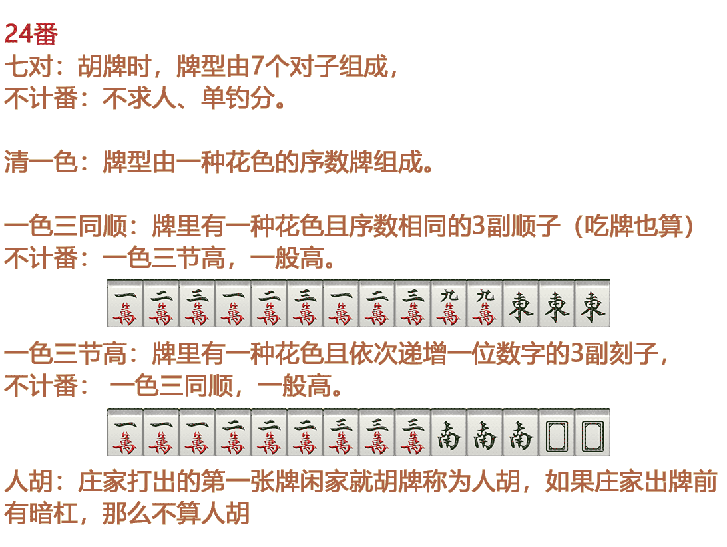 24番
七对：胡牌时，牌型由7个对子组成，
不计番：不求人、单钓分。
清一色：牌型由一种花色的序数牌组成。
一色三同顺：牌里有一种花色且序数相同的3副顺子（吃牌也算）
不计番：一色三节高，一般高。
一萬 二萬 三萬 一萬 二萬 三萬 一萬 二萬 三萬 九萬 九萬 東 東 東
一色三节高：牌里有一种花色且依次递增一位数字的3副刻子，
不计番： 一色三同顺，一般高。
一萬 一萬 一萬 二萬 二萬 二萬 三萬 三萬 三萬 南 南 南
人胡：庄家打出的第一张牌闲家就胡牌称为人胡，如果庄家出牌前
有暗杠，那么不算人胡